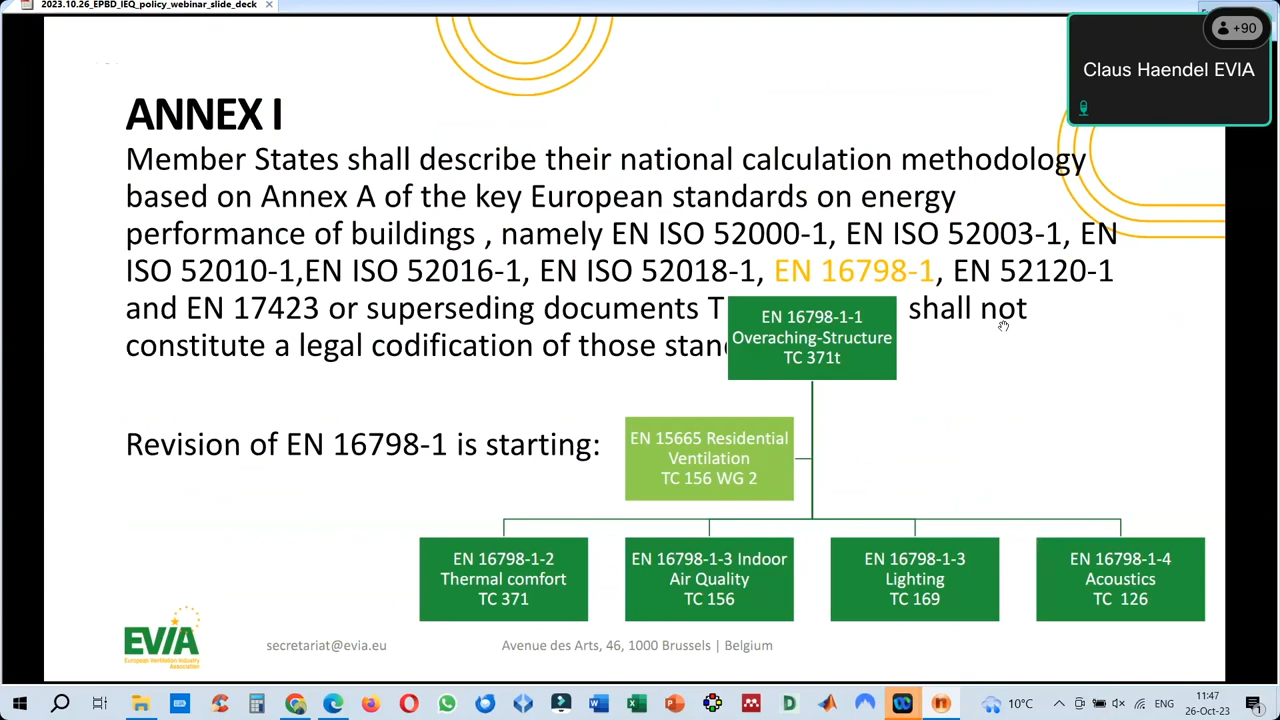 2023.10.26_EPBD_IEQ_policy_webinar_slide_deck
+90
Claus Haendel EVIA
ANNEX I
Member States shall describe their national calculation methodology
based on Annex A of the key European standards on energy
performance of buildings , namely EN ISO 52000-1, EN ISO 52003-1, EN
ISO 52010-1,EN ISO 52016-1, EN ISO 52018-1, EN 16798-1, EN 52120-1
and EN 17423 or superseding documents T shall not
constitute a legal codification of those stan
EN 16798-1-1
Overaching-Structure
TC 371t
Revision of EN 16798-1 is starting:
EN 15665 Residential
Ventilation
TC 156 WG 2
EN 16798-1-2
Thermal comfort
TC 371
EN 16798-1-3 Indoor
Air Quality
TC 156
EN 16798-1-3
Lighting
TC 169
EN 16798-1-4
Acoustics
TC 126
EVIA
European Ventilation Industry
Association
secretariat@evia.eu
Avenue des Arts, 46, 1000 Brussels | Belgium
10°C
ENG
11:47
26-Oct-23
1